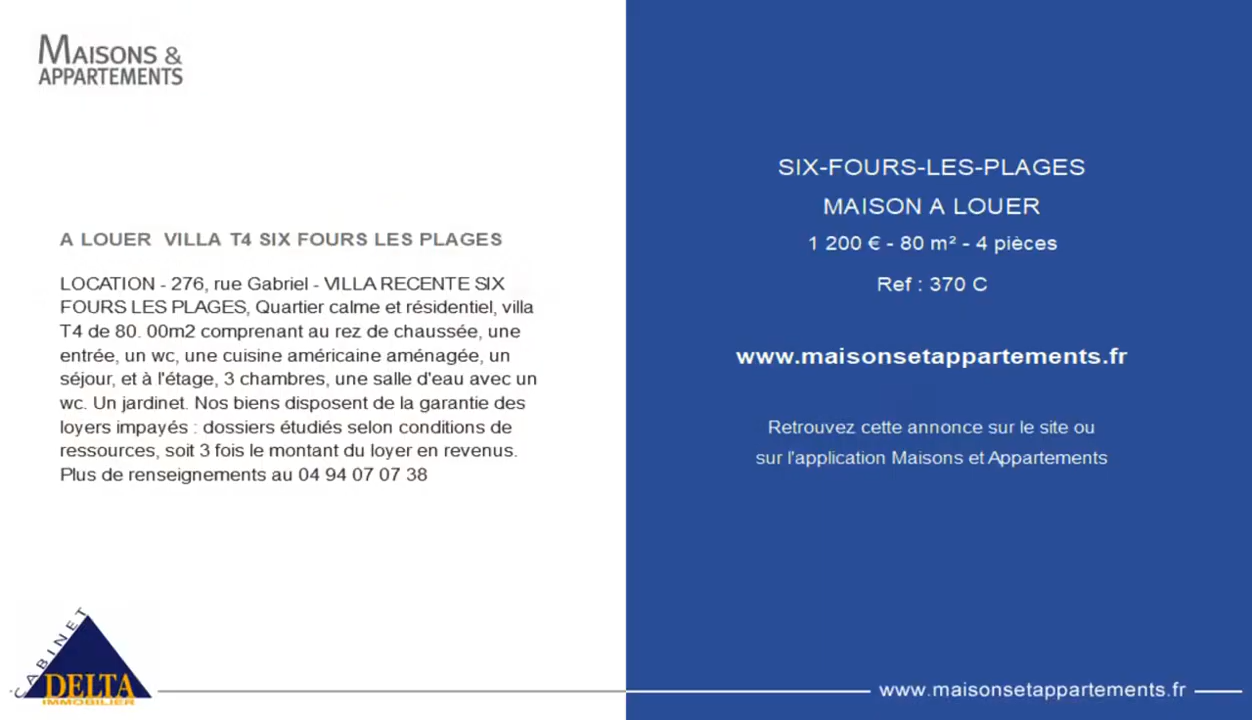 MAISONS &
APPARTEMENTS
A LOUER VILLA T4 SIX FOURS LES PLAGES
LOCATION - 276, rue Gabriel - VILLA RECENTE SIX
FOURS LES PLAGES, Quartier calme et résidentiel, villa
T4 de 80. 00m2 comprenant au rez de chaussée, une
entrée, un wc, une cuisine américaine aménagée, un
séjour, et à l'étage, 3 chambres, une salle d'eau avec un
wc. Un jardinet. Nos biens disposent de la garantie des
loyers impayés : dossiers étudiés selon conditions de
ressources, soit 3 fois le montant du loyer en revenus.
Plus de renseignements au 04 94 07 07 38
CABINET
DELTA
IMMOBILIER
SIX-FOURS-LES-PLAGES
MAISON A LOUER
1 200 € - 80 m² - 4 pièces
Ref : 370 C
www.maisonsetappartements.fr
Retrouvez cette annonce sur le site ou
sur l'application Maisons et Appartements
www.maisonsetappartements.fr